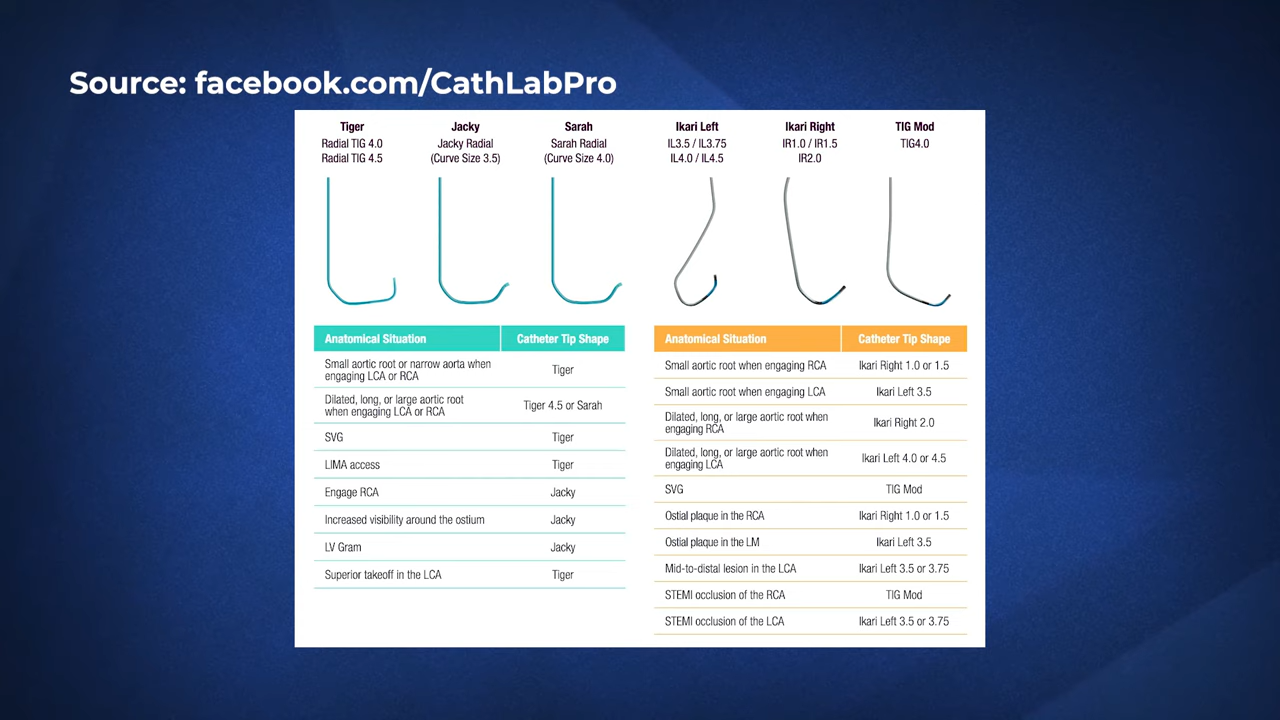 Source: facebook.com/CathLabPro
Tiger
Radial TIG 4.0
Radial TIG 4.5
Jacky
Jacky Radial
(Curve Size 3.5)
Sarah
Sarah Radial
(Curve Size 4.0)
Ikari Left
IL3.5 / IL3.75
IL4.0 / IL4.5
Ikari Right
IR1.0 / IR1.5
IR2.0
TIG Mod
TIG4.0
Anatomical Situation Catheter Tip Shape
Small aortic root or narrow aorta when
engaging LCA or RCA
Tiger
Dilated, long, or large aortic root
when engaging LCA or RCA
Tiger 4.5 or Sarah
SVG Tiger
LIMA access Tiger
Engage RCA Jacky
Increased visibility around the ostium Jacky
LV Gram Jacky
Superior takeoff in the LCA Tiger
Anatomical Situation Catheter Tip Shape
Small aortic root when engaging RCA Ikari Right 1.0 or 1.5
Small aortic root when engaging LCA Ikari Left 3.5
Dilated, long, or large aortic root when
engaging RCA
Ikari Right 2.0
Dilated, long, or large aortic root when
engaging LCA
Ikari Left 4.0 or 4.5
SVG TIG Mod
Ostial plaque in the RCA Ikari Right 1.0 or 1.5
Ostial plaque in the LM Ikari Left 3.5
Mid-to-distal lesion in the LCA Ikari Left 3.5 or 3.75
STEMI occlusion of the RCA TIG Mod
STEMI occlusion of the LCA Ikari Left 3.5 or 3.75